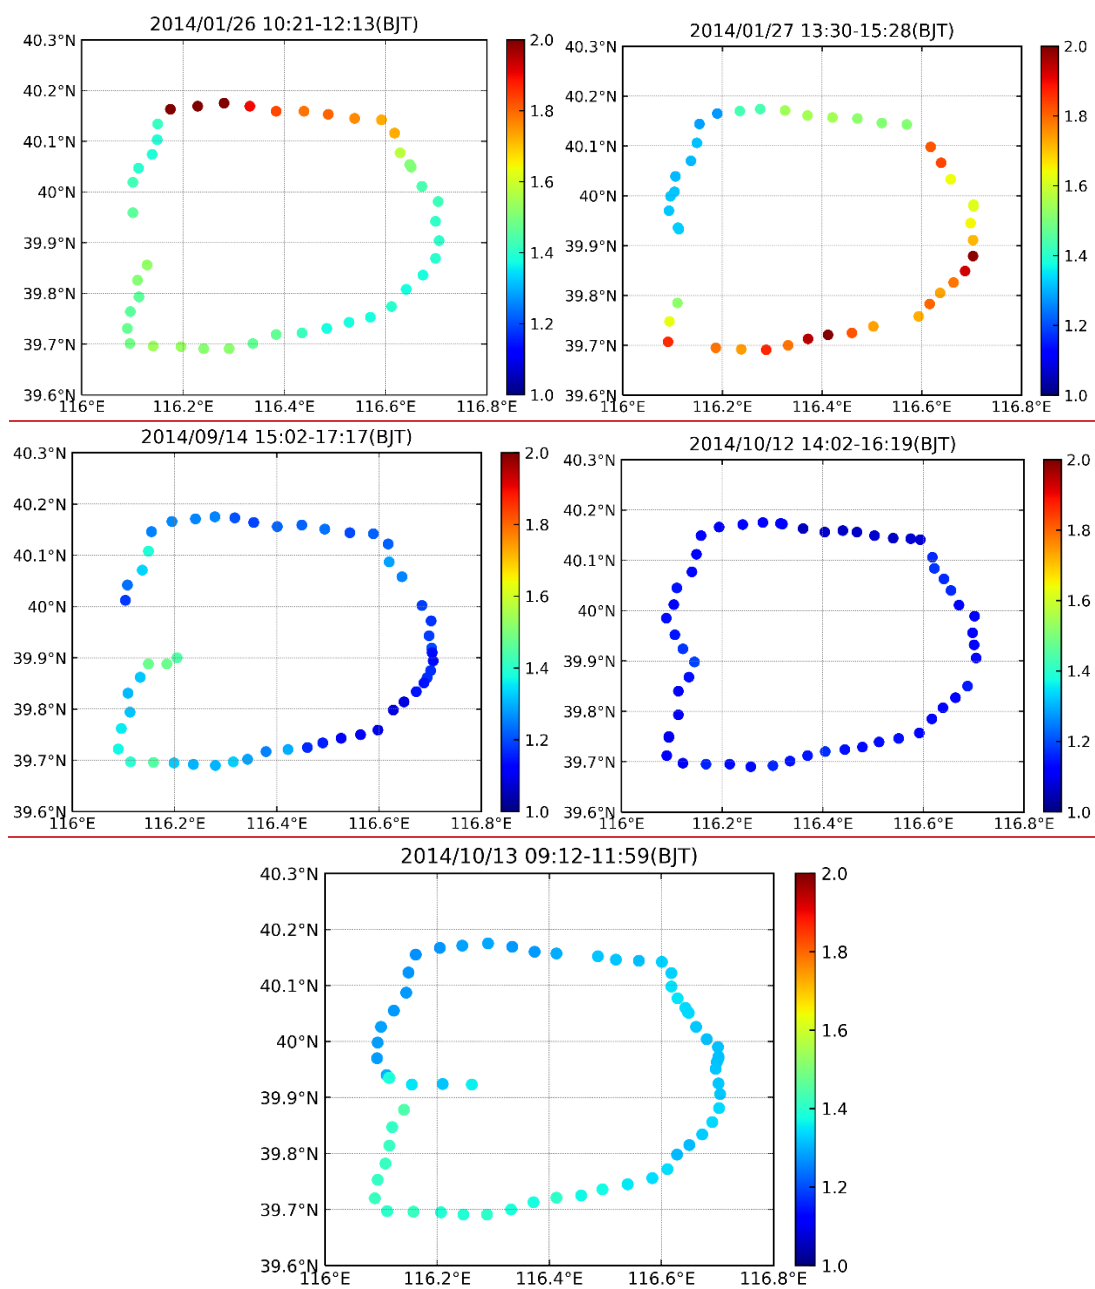 2014/01/26 10:21-12:13(BJT)
40.3°N
40.2°N
40.1°N
40°N
39.9°N
39.8°N
39.7°N
39.6°N
116°E
116.2°E
116.4°E
116.6°E
116.8°E
2.0
1.8
1.6
1.4
1.2
1.0
2014/01/27 13:30-15:28(BJT)
40.3°N
40.2°N
40.1°N
40°N
39.9°N
39.8°N
39.7°N
39.6°N
116°E
116.2°E
116.4°E
116.6°E
116.8°E
2.0
1.8
1.6
1.4
1.2
1.0
2014/09/14 15:02-17:17(BJT)
40.3°N
40.2°N
40.1°N
40°N
39.9°N
39.8°N
39.7°N
39.6°N
116°E
116.2°E
116.4°E
116.6°E
116.8°E
2.0
1.8
1.6
1.4
1.2
1.0
2014/10/12 14:02-16:19(BJT)
40.3°N
40.2°N
40.1°N
40°N
39.9°N
39.8°N
39.7°N
39.6°N
116°E
116.2°E
116.4°E
116.6°E
116.8°E
2.0
1.8
1.6
1.4
1.2
1.0
2014/10/13 09:12-11:59(BJT)
40.3°N
40.2°N
40.1°N
40°N
39.9°N
39.8°N
39.7°N
39.6°N
116°E
116.2°E
116.4°E
116.6°E
116.8°E
2.0
1.8
1.6
1.4
1.2
1.0